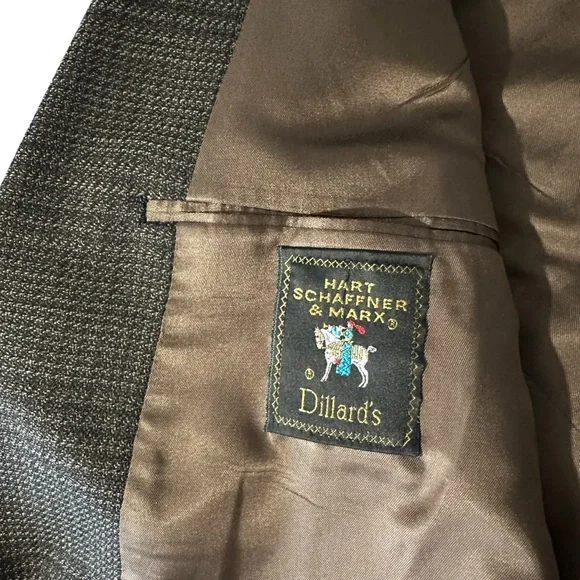 HART
SCHAFFNER
& MARX®
®
Dillard's